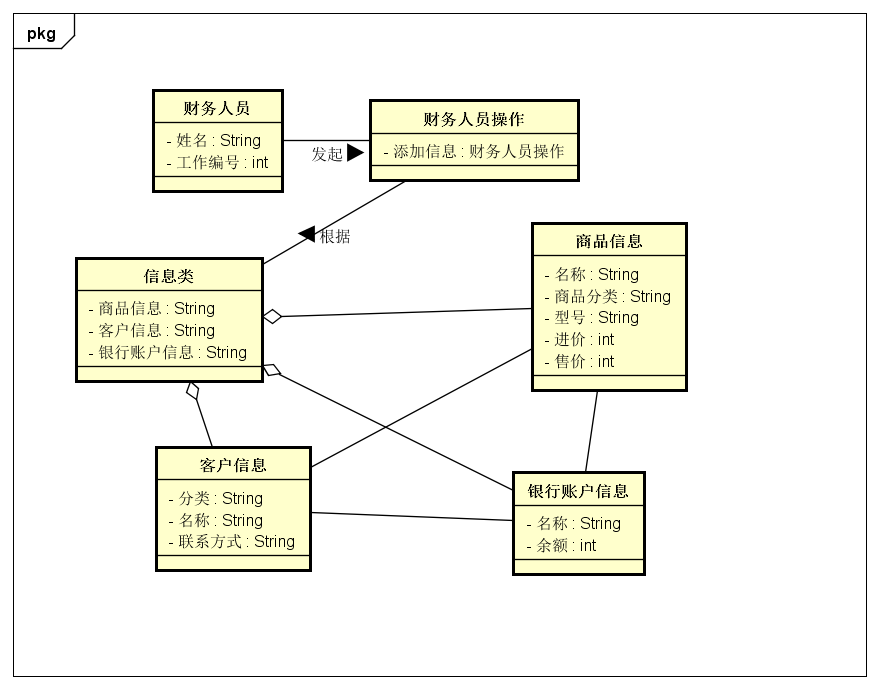 pkg
财务人员
- 姓名 : String
- 工作编号 : int
发起
财务人员操作
- 添加信息 : 财务人员操作
根据
信息类
- 商品信息 : String
- 客户信息 : String
- 银行账户信息 : String
商品信息
- 名称 : String
- 商品分类 : String
- 型号 : String
- 进价 : int
- 售价 : int
客户信息
- 分类 : String
- 名称 : String
- 联系方式 : String
银行账户信息
- 名称 : String
- 余额 : int